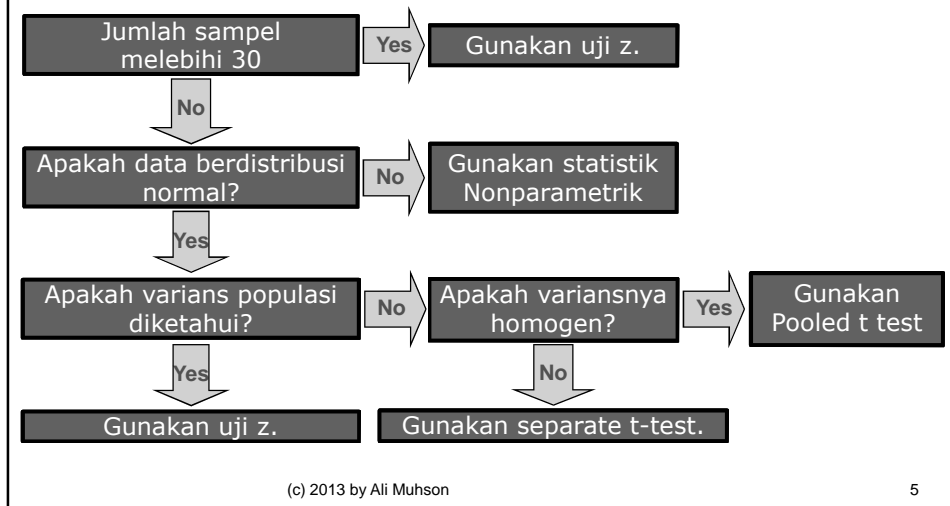 Jumlah sampel
melebihi 30
Yes
Gunakan uji z.
No
Apakah data berdistribusi
normal?
No
Gunakan statistik
Nonparametrik
Yes
Apakah varians populasi
diketahui?
No
Apakah variansnya
homogen?
Yes
Gunakan
Pooled t test
Yes
No
Gunakan uji z.
Gunakan separate t-test.
(c) 2013 by Ali Muhson
5